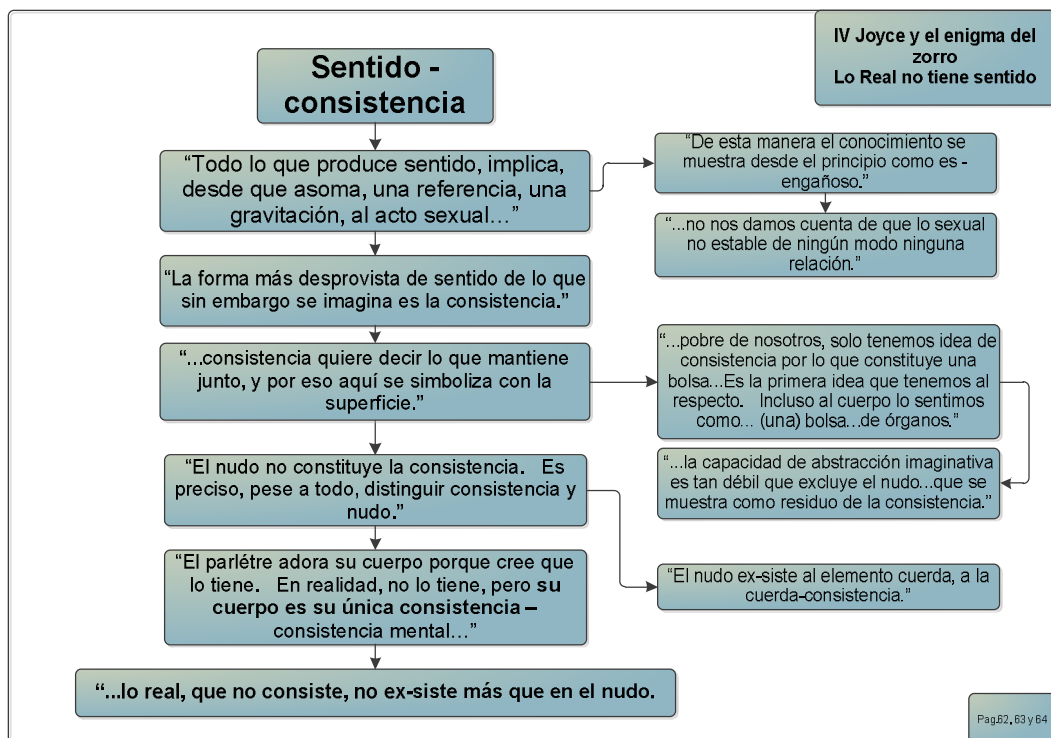 IV Joyce y el enigma del
zorro
Lo Real no tiene sentido
Sentido -
consistencia
“Todo lo que produce sentido, implica,
desde que asoma, una referencia, una
gravitación, al acto sexual…”
“De esta manera el conocimiento se
muestra desde el principio como es -
engañoso.”
“...no nos damos cuenta de que lo sexual
no estable de ningún modo ninguna
relación.”
“La forma más desprovista de sentido de lo que
sin embargo se imagina es la consistencia.”
“...consistencia quiere decir lo que mantiene
junto, y por eso aquí se simboliza con la
superficie.”
“...pobre de nosotros, solo tenemos idea de
consistencia por lo que constituye una
bolsa...Es la primera idea que tenemos al
respecto. Incluso al cuerpo lo sentimos
como... (una) bolsa...de órganos.”
“...la capacidad de abstracción imaginativa
es tan débil que excluye el nudo...que se
muestra como residuo de la consistencia.”
“El nudo no constituye la consistencia. Es
preciso, pese a todo, distinguir consistencia y
nudo.”
“El nudo ex-siste al elemento cuerda, a la
cuerda-consistencia.”
“El parlétre adora su cuerpo porque cree que
lo tiene. En realidad, no lo tiene, pero su
cuerpo es su única consistencia –
consistencia mental…”
“...lo real, que no consiste, no ex-siste más que en el nudo.
Pag.62, 63 y 64